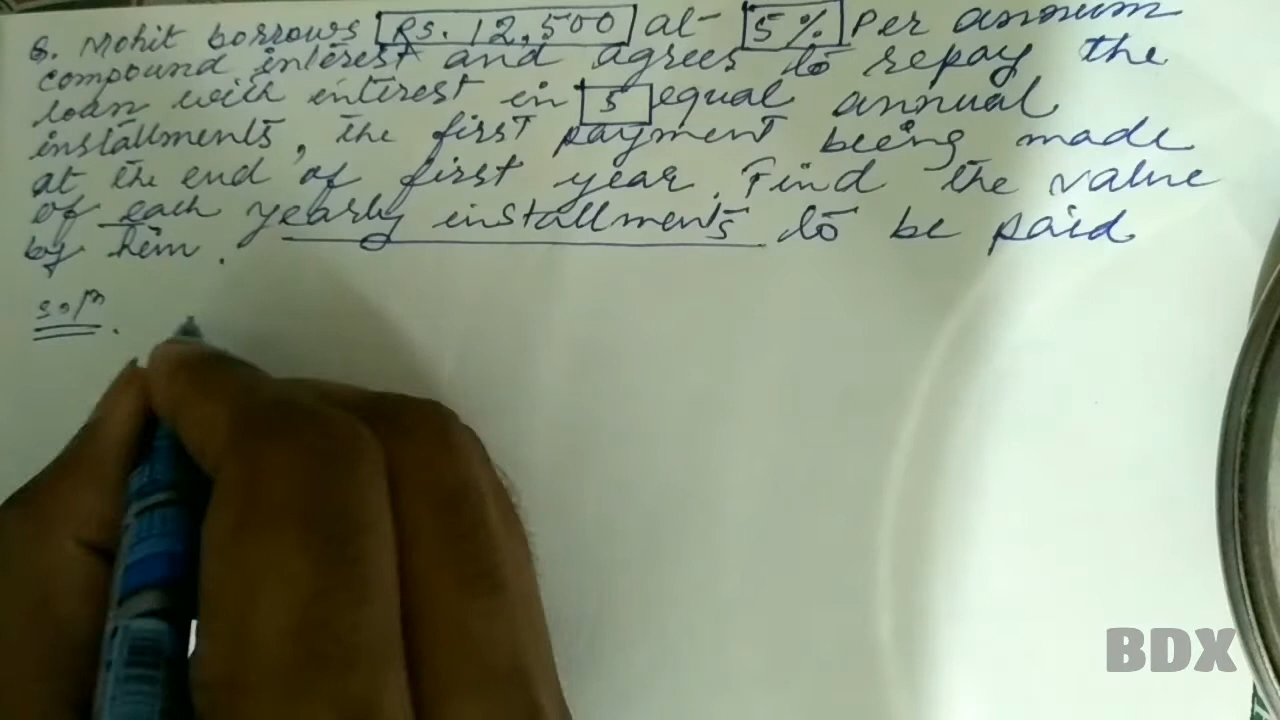 Q. Mohit borrows Rs. 12,500 at 5% Per annum
compound interest and agrees to repay the
loan with interest in 5 equal annual
installments, the first payment being made
at the end of first year. Find the value
of each yearly installments to be paid
by him.
Soln.
BDX